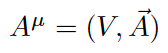 A^μ = (V, \vec{A})